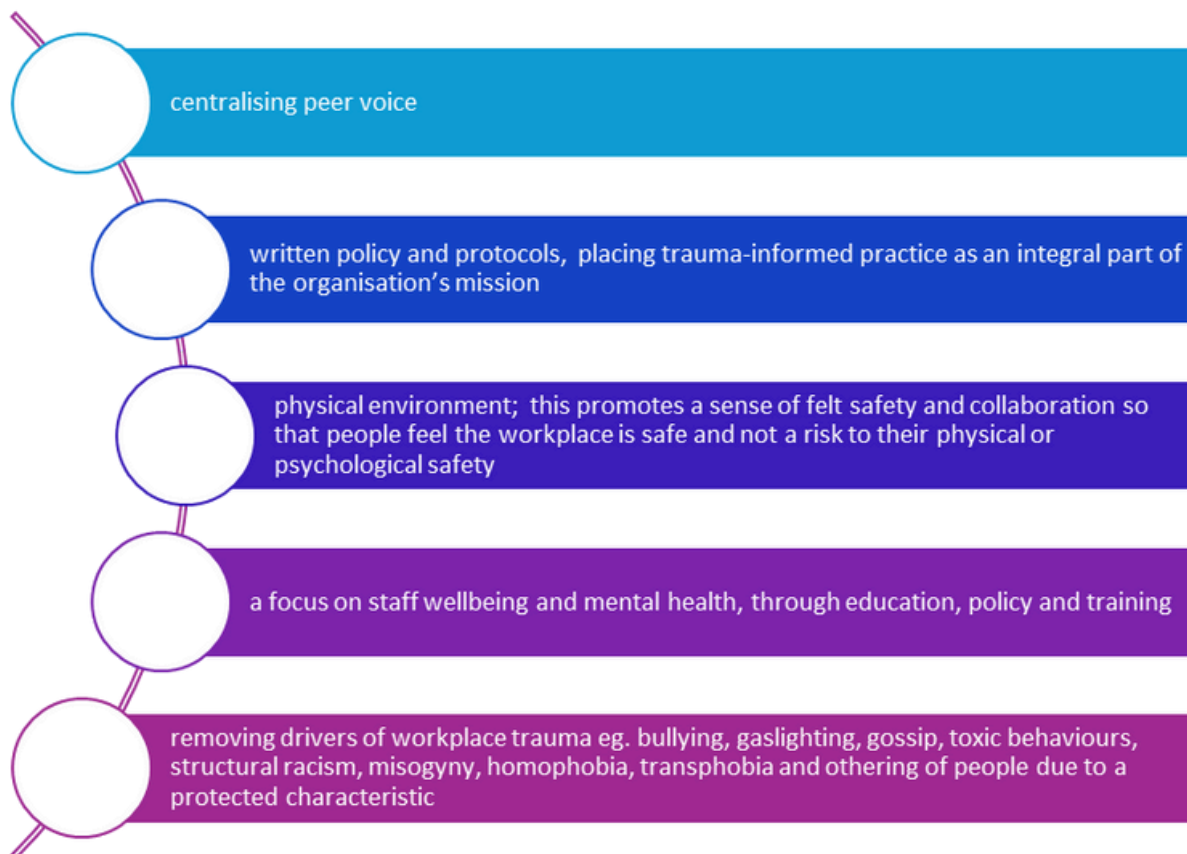 centralising peer voice
written policy and protocols,  placing trauma-informed practice as an integral part of
the organisation's mission
physical environment;  this promotes a sense of felt safety and collaboration so
that people feel the workplace is safe and not a risk to their physical or
psychological safety
a focus on staff wellbeing and mental health, through education, policy and training
removing drivers of workplace trauma eg. bullying, gaslighting, gossip, toxic behaviours,
structural racism, misogyny, homophobia, transphobia and othering of people due to a
protected characteristic